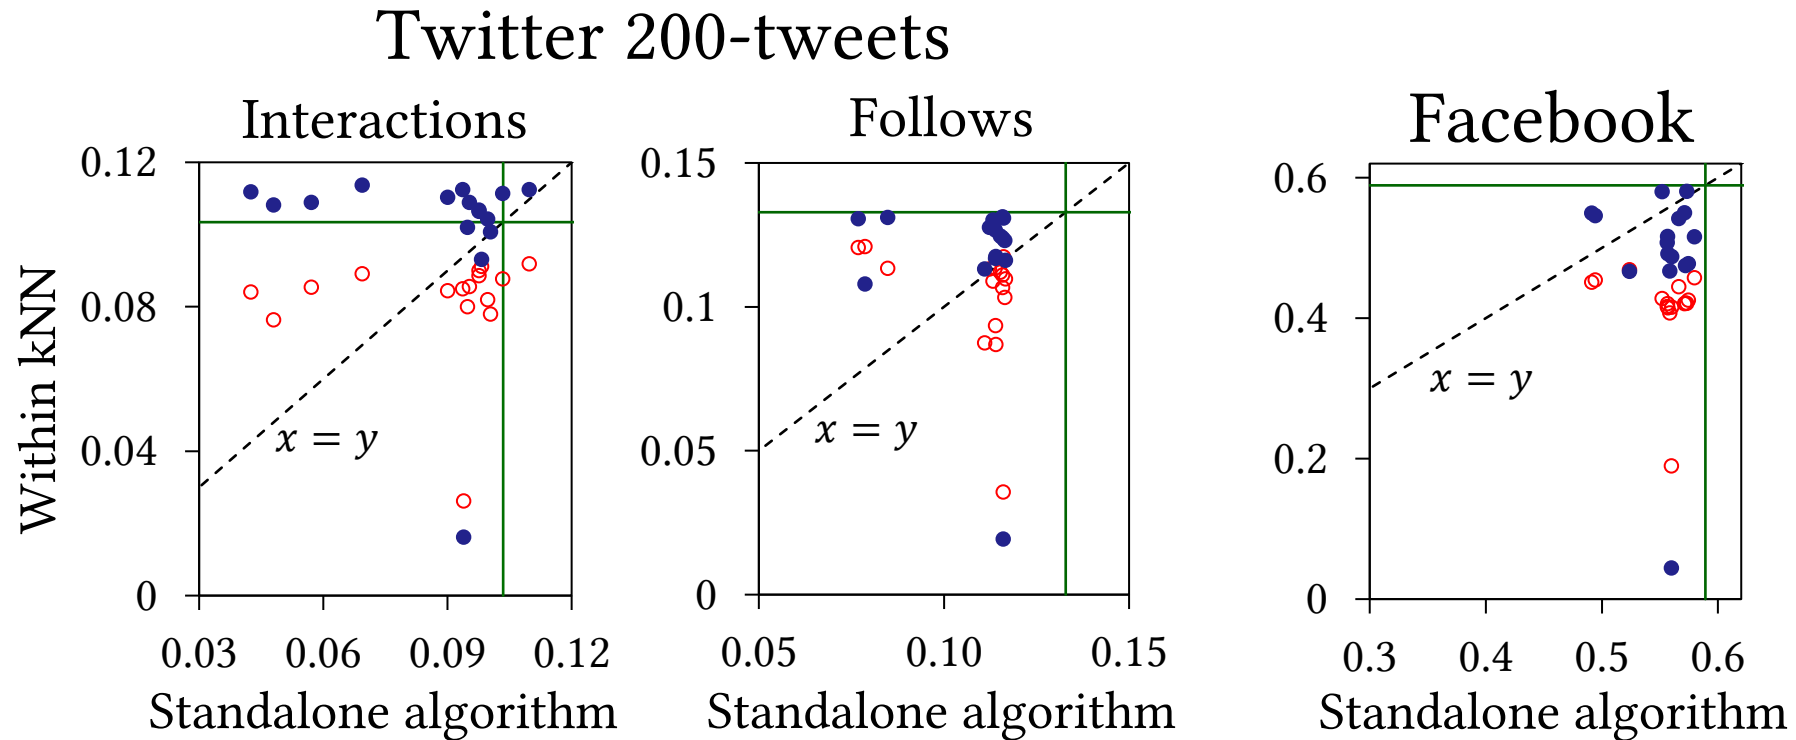 Twitter 200-tweets
Interactions
Follows
Facebook
Within kNN
0.12
0.08
0.04
0
x = y
0.03 0.06 0.09 0.12
Standalone algorithm
0.15
0.1
0.05
0
x = y
0.05 0.10 0.15
Standalone algorithm
0.6
0.4
0.2
0
x = y
0.3 0.4 0.5 0.6
Standalone algorithm